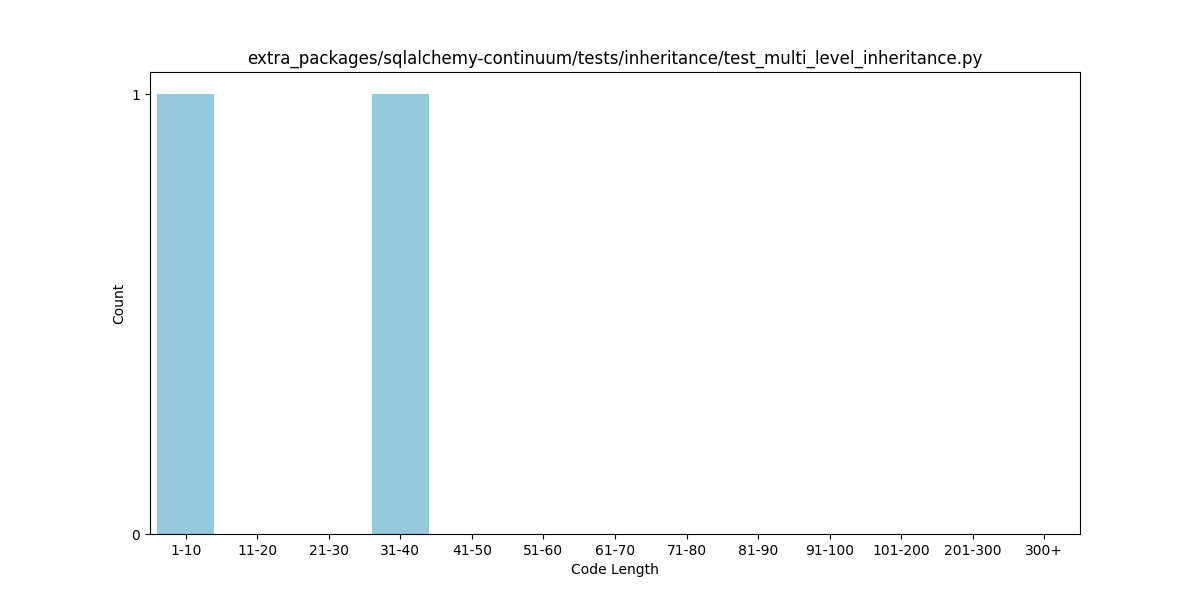 extra_packages/sqlalchemy-continuum/tests/inheritance/test_multi_level_inheritance.py
1
Count
0
1-10 11-20 21-30 31-40 41-50 51-60 61-70 71-80 81-90 91-100 101-200 201-300 300+
Code Length